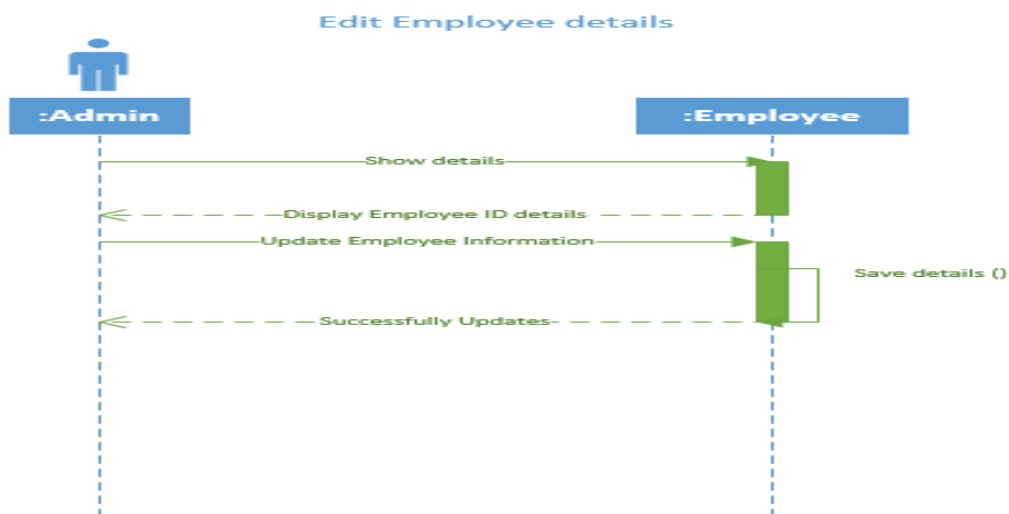 Edit Employee details
:Admin
:Employee
Show details
Display Employee ID details
Update Employee Information
Save details ()
Successfully Updates